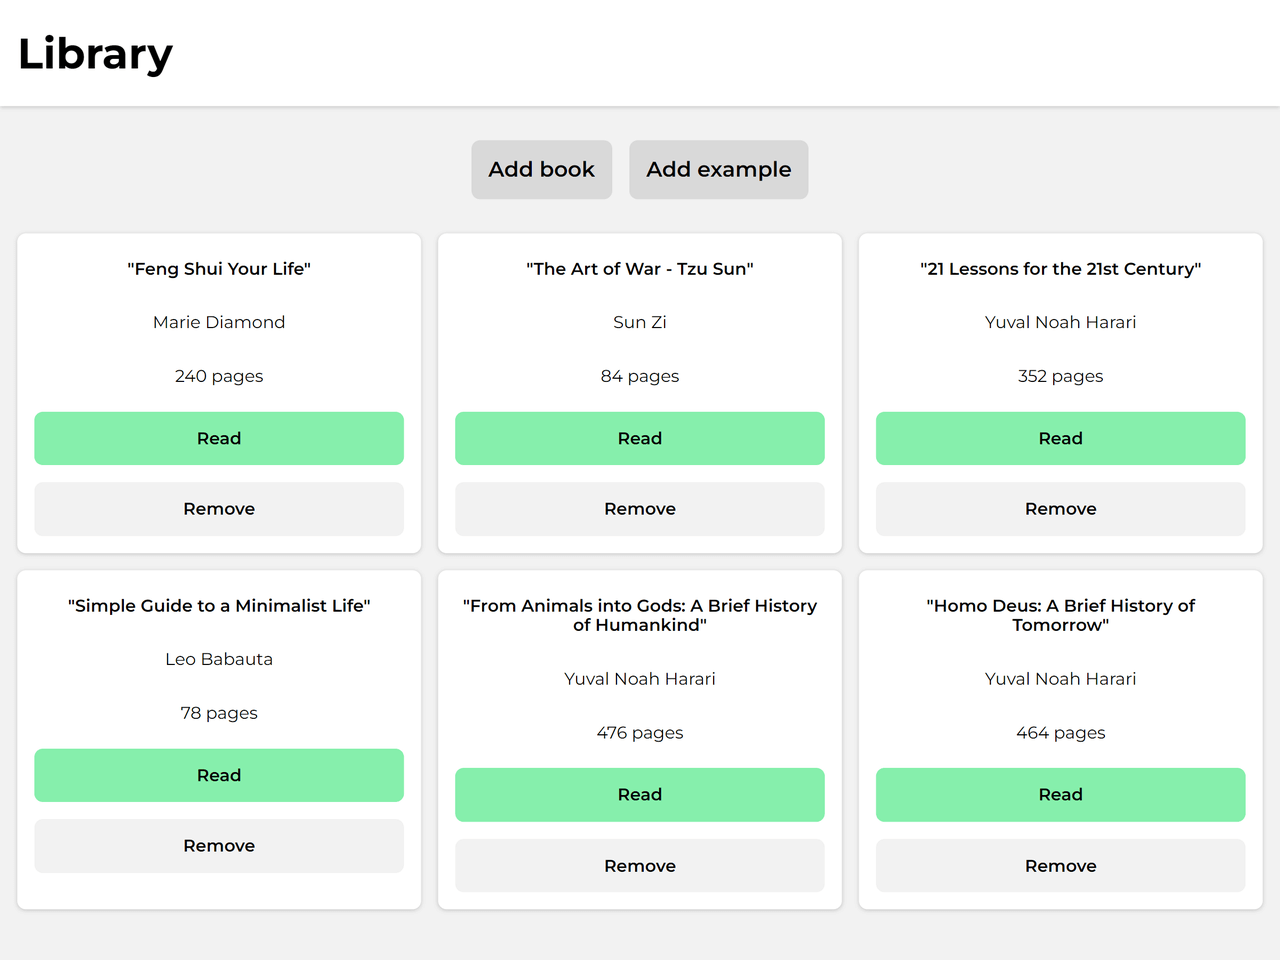 Library
Add book
Add example
"Feng Shui Your Life"
Marie Diamond
240 pages
Read
Remove
"The Art of War - Tzu Sun"
Sun Zi
84 pages
Read
Remove
"21 Lessons for the 21st Century"
Yuval Noah Harari
352 pages
Read
Remove
"Simple Guide to a Minimalist Life"
Leo Babauta
78 pages
Read
Remove
"From Animals into Gods: A Brief History
of Humankind"
Yuval Noah Harari
476 pages
Read
Remove
"Homo Deus: A Brief History of
Tomorrow"
Yuval Noah Harari
464 pages
Read
Remove